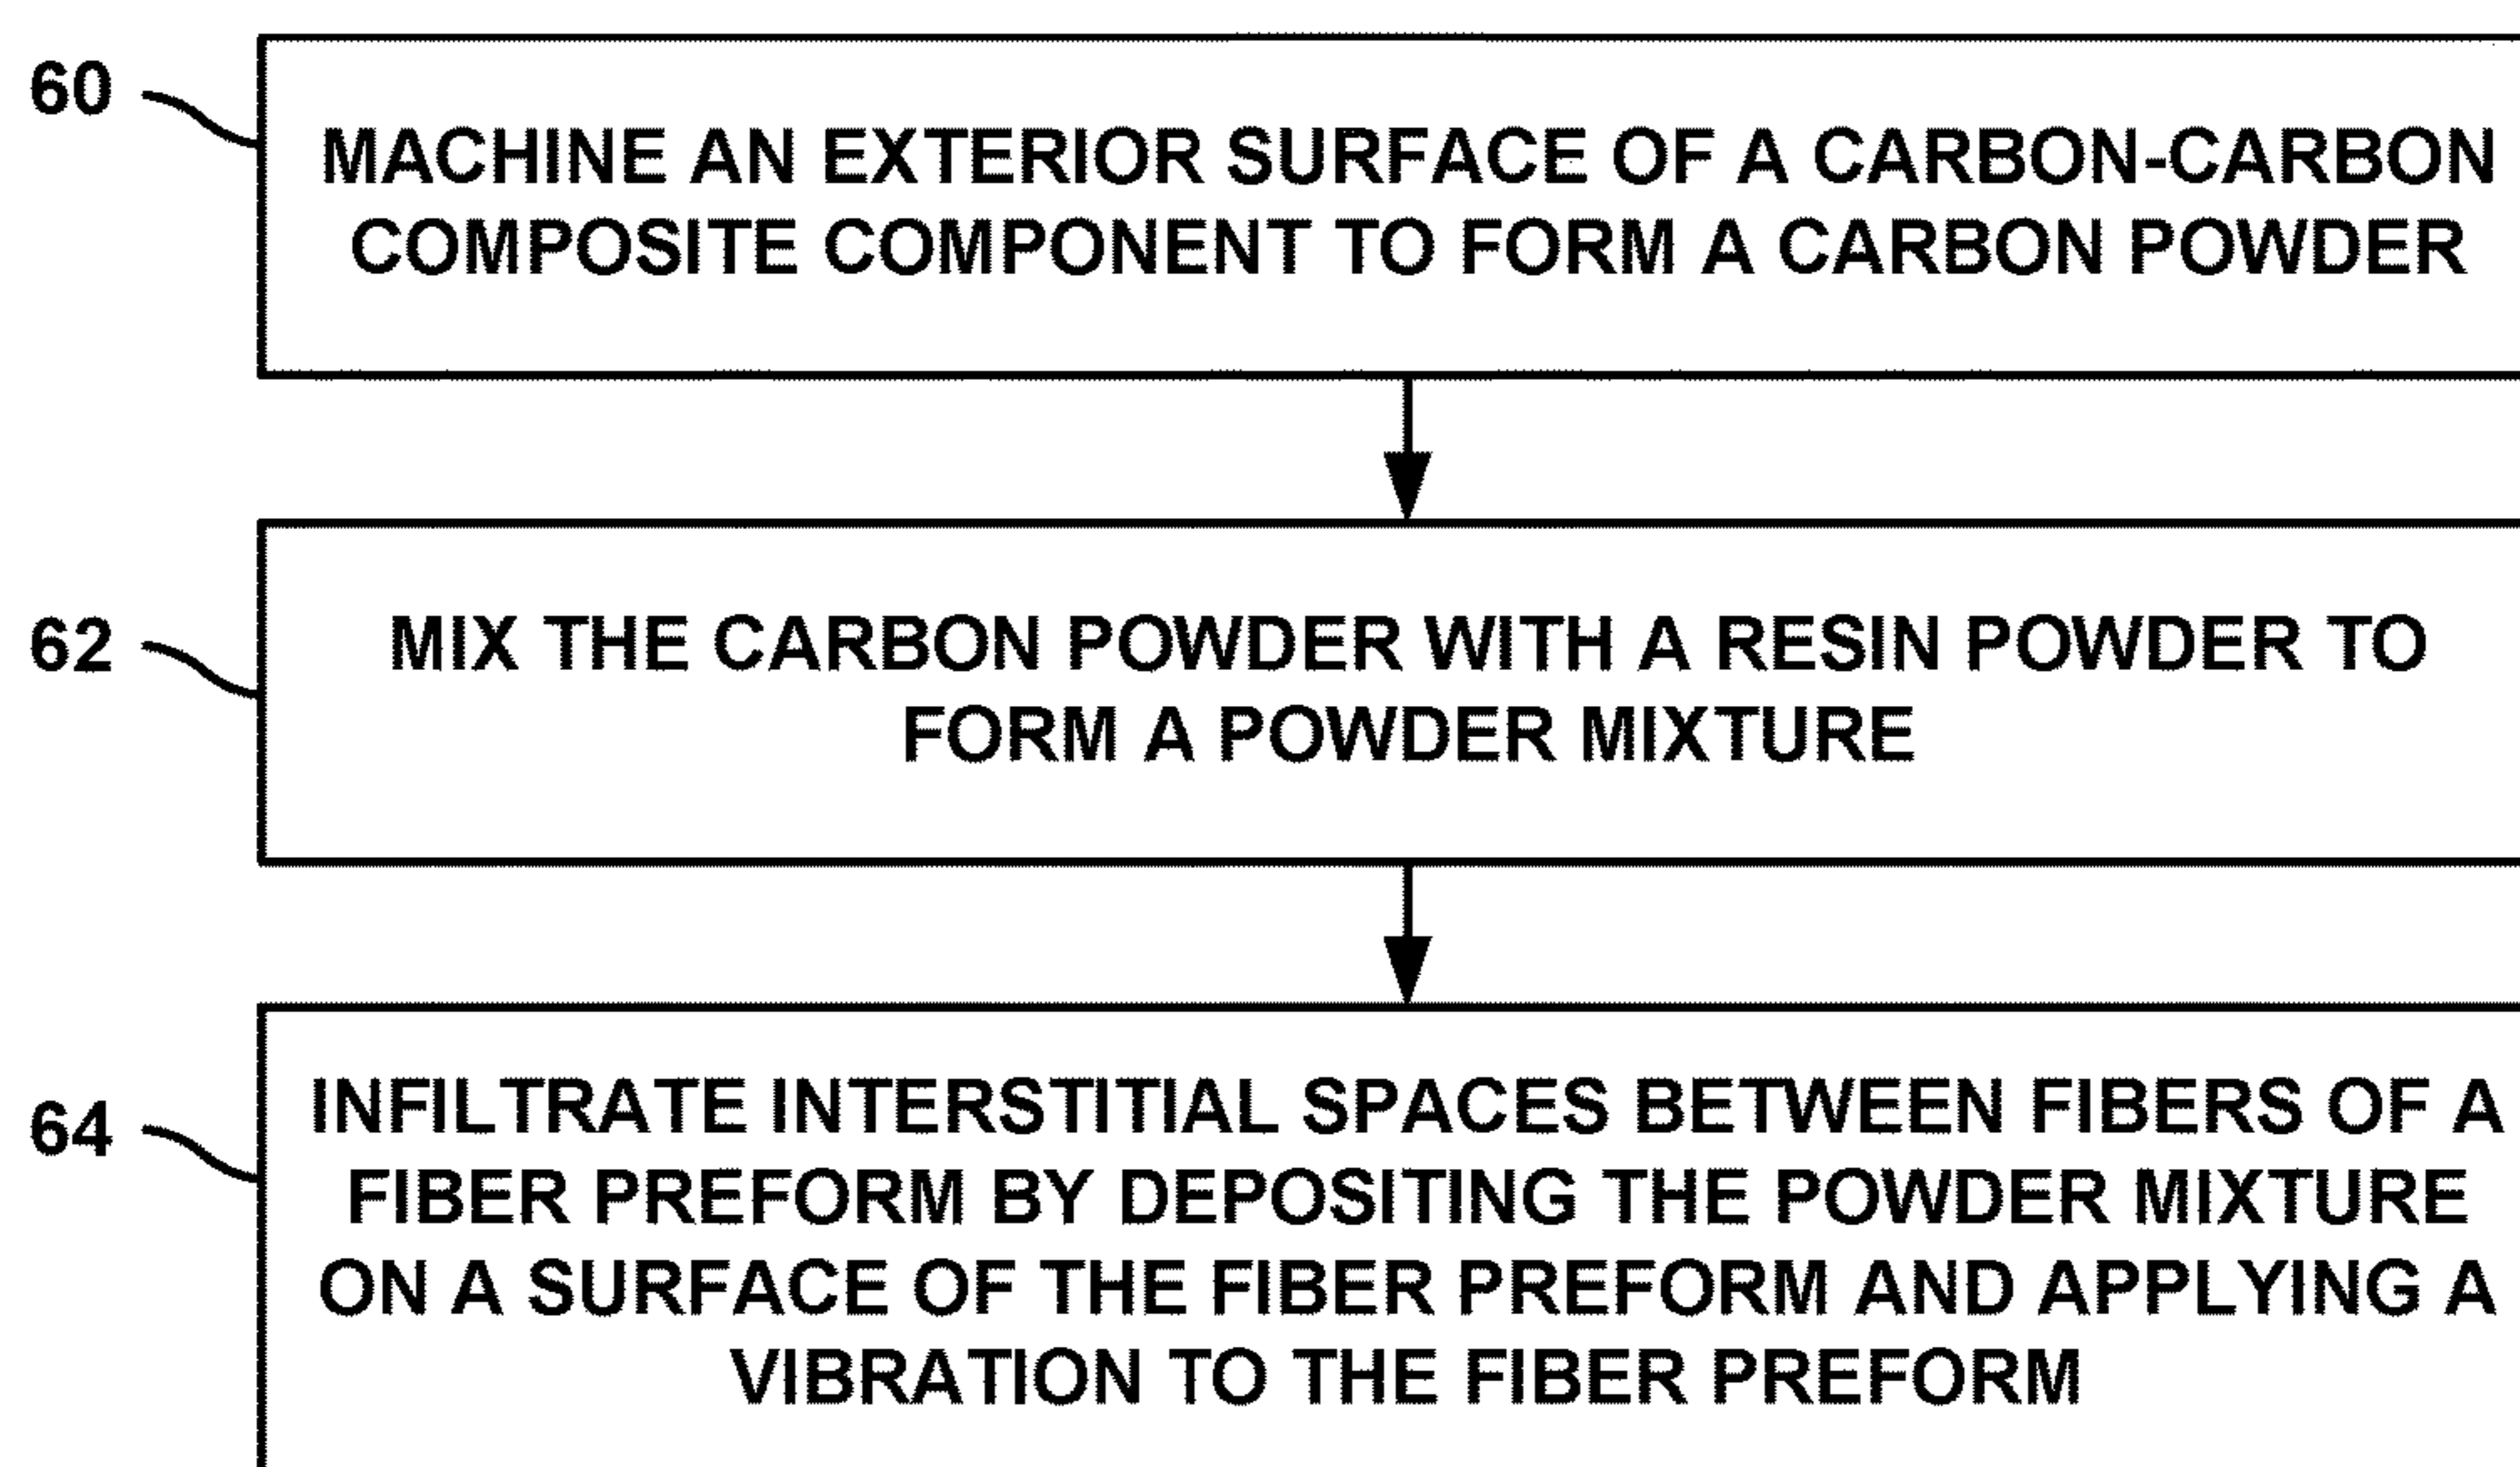 60
MACHINE AN EXTERIOR SURFACE OF A CARBON-CARBON
COMPOSITE COMPONENT TO FORM A CARBON POWDER
62
MIX THE CARBON POWDER WITH A RESIN POWDER TO
FORM A POWDER MIXTURE
64
INFILTRATE INTERSTITIAL SPACES BETWEEN FIBERS OF A
FIBER PREFORM BY DEPOSITING THE POWDER MIXTURE
ON A SURFACE OF THE FIBER PREFORM AND APPLYING A
VIBRATION TO THE FIBER PREFORM